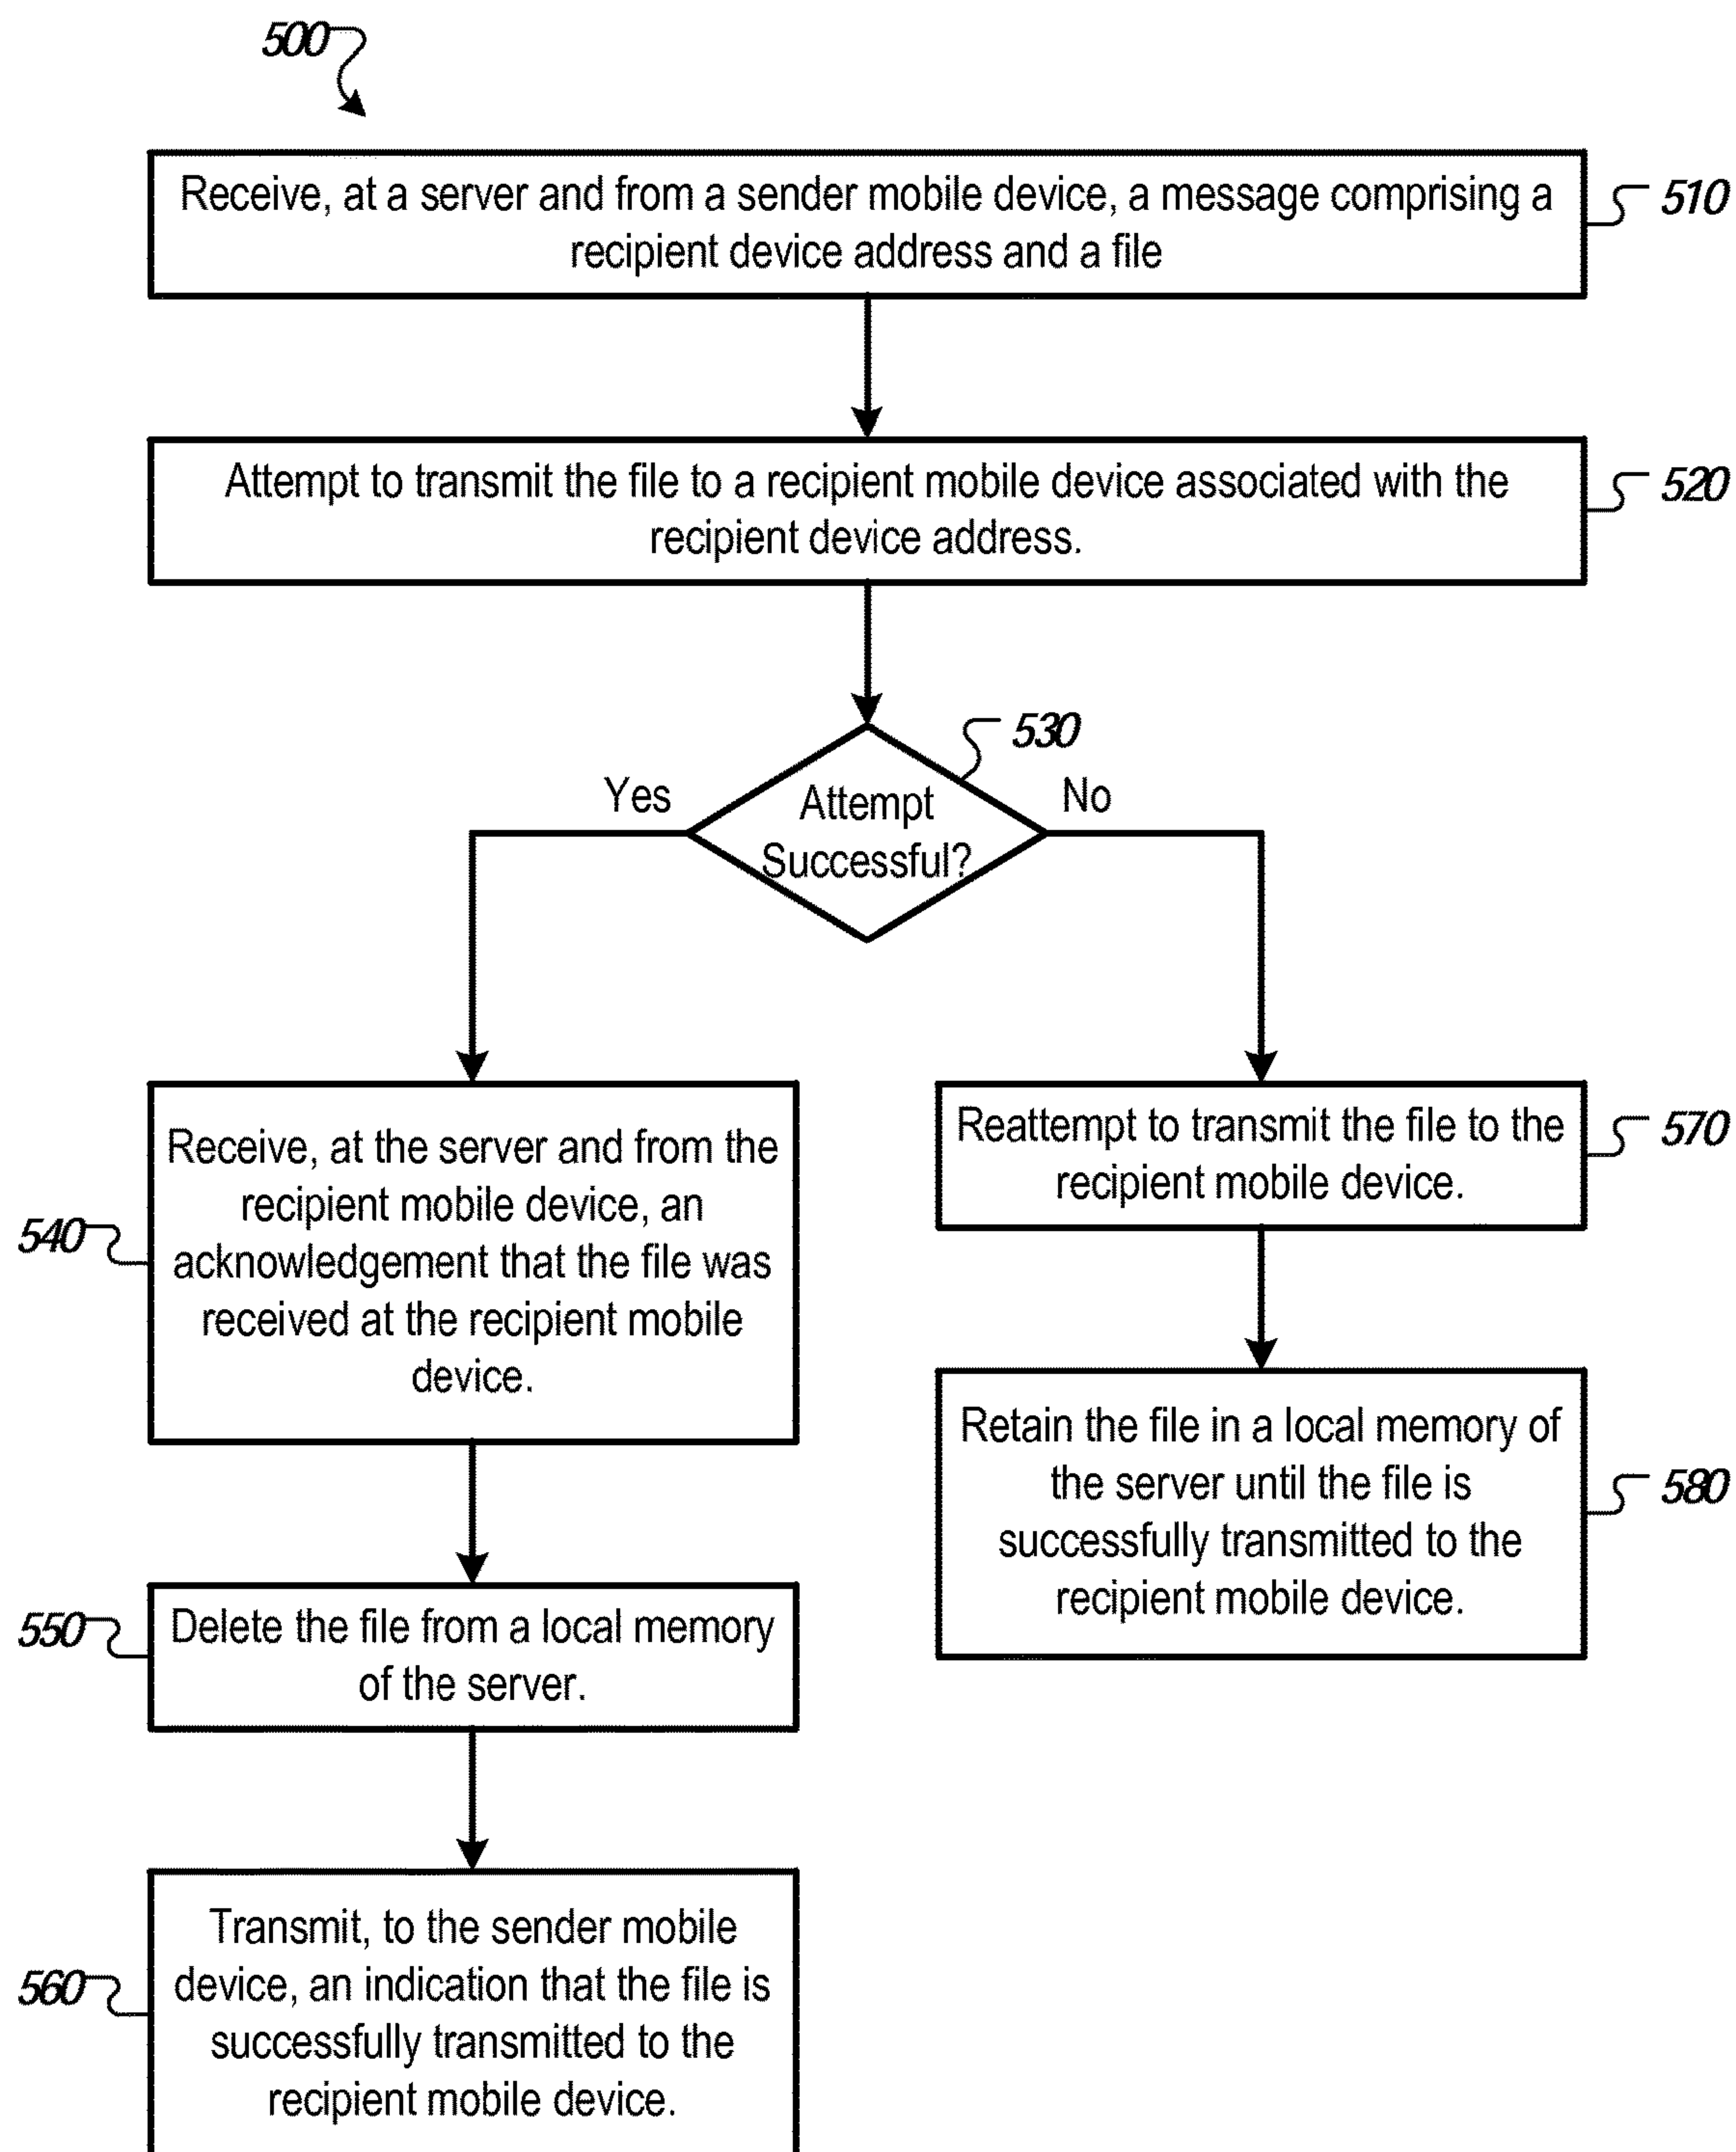 500
Receive, at a server and from a sender mobile device, a message comprising a
recipient device address and a file
510
Attempt to transmit the file to a recipient mobile device associated with the
recipient device address.
520
530
Yes
Attempt
Successful?
No
Receive, at the server and from the
recipient mobile device, an
acknowledgement that the file was
received at the recipient mobile
device.
540
Delete the file from a local memory
of the server.
550
Transmit, to the sender mobile
device, an indication that the file is
successfully transmitted to the
recipient mobile device.
560
Reattempt to transmit the file to the
recipient mobile device.
570
Retain the file in a local memory of
the server until the file is
successfully transmitted to the
recipient mobile device.
580